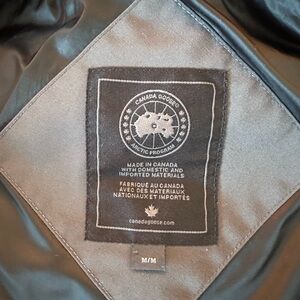 CANADA GOOSE®
ARCTIC PROGRAM
MADE IN CANADA
WITH DOMESTIC AND
IMPORTED MATERIALS
FABRIQUÉ AU CANADA
AVEC DES MATÉRIAUX
NATIONAUX ET IMPORTÉS
canadagoose.com
M/M